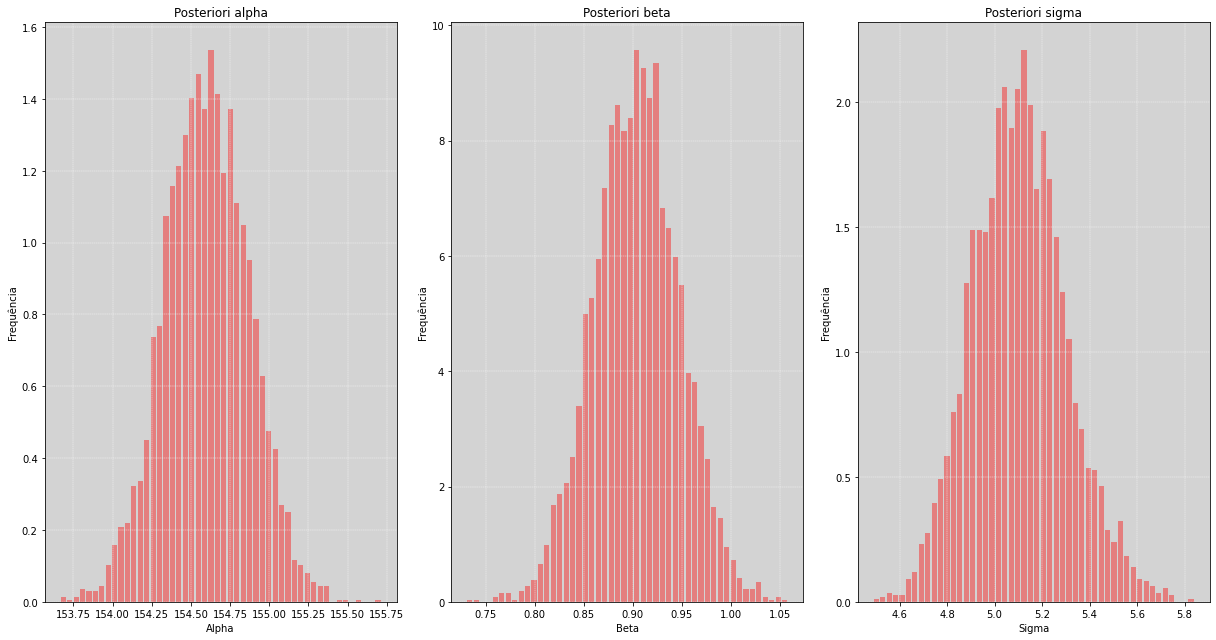 Posteriori alpha
1.6
1.4
1.2
1.0
0.8
0.6
0.4
0.2
0.0
Frequência
153.75 154.00 154.25 154.50 154.75 155.00 155.25 155.50 155.75
Alpha
Posteriori beta
10
8
6
4
2
0
Frequência
0.75 0.80 0.85 0.90 0.95 1.00 1.05
Beta
Posteriori sigma
2.0
1.5
1.0
0.5
0.0
Frequência
4.6 4.8 5.0 5.2 5.4 5.6 5.8
Sigma